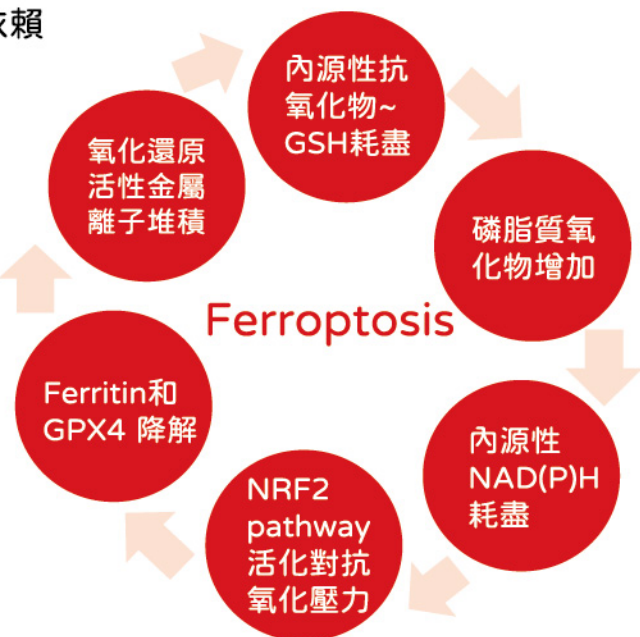 依賴
內源性抗
氧化物~
GSH耗盡
磷脂質氧
化物增加
內源性
NAD(P)H
耗盡
NRF2
pathway
活化對抗
氧化壓力
Ferritin和
GPX4 降解
氧化還原
活性金屬
離子堆積
Ferroptosis